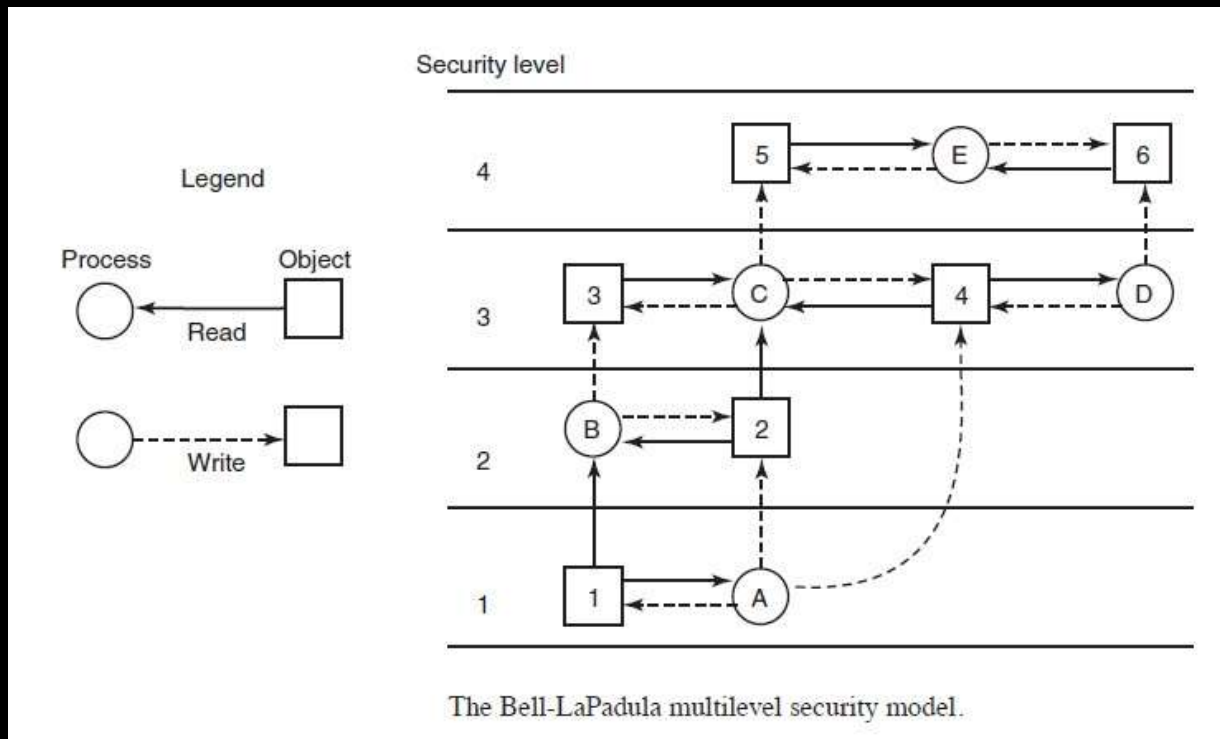 Security level
4
5
E
6
Legend
Process
Object
Read
3
3
C
4
D
Write
2
B
2
1
1
A
The Bell-LaPadula multilevel security model.